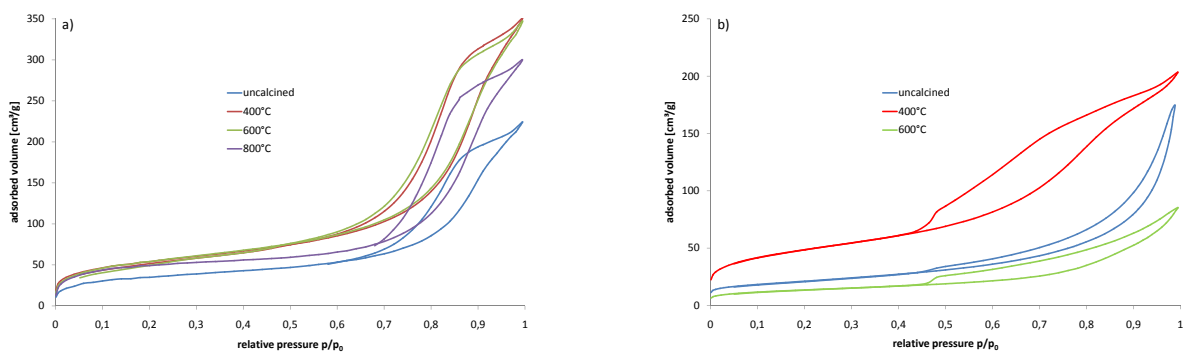 a)
adsorbed volume [cm³/g]
350
300
250
200
150
100
50
0
uncalcined
400°C
600°C
800°C
0
0,1
0,2
0,3
0,4
0,5
0,6
0,7
0,8
0,9
1
relative pressure p/p₀
b)
adsorbed volume [cm³/g]
250
200
150
100
50
0
uncalcined
400°C
600°C
0
0,1
0,2
0,3
0,4
0,5
0,6
0,7
0,8
0,9
1
relative pressure p/p₀